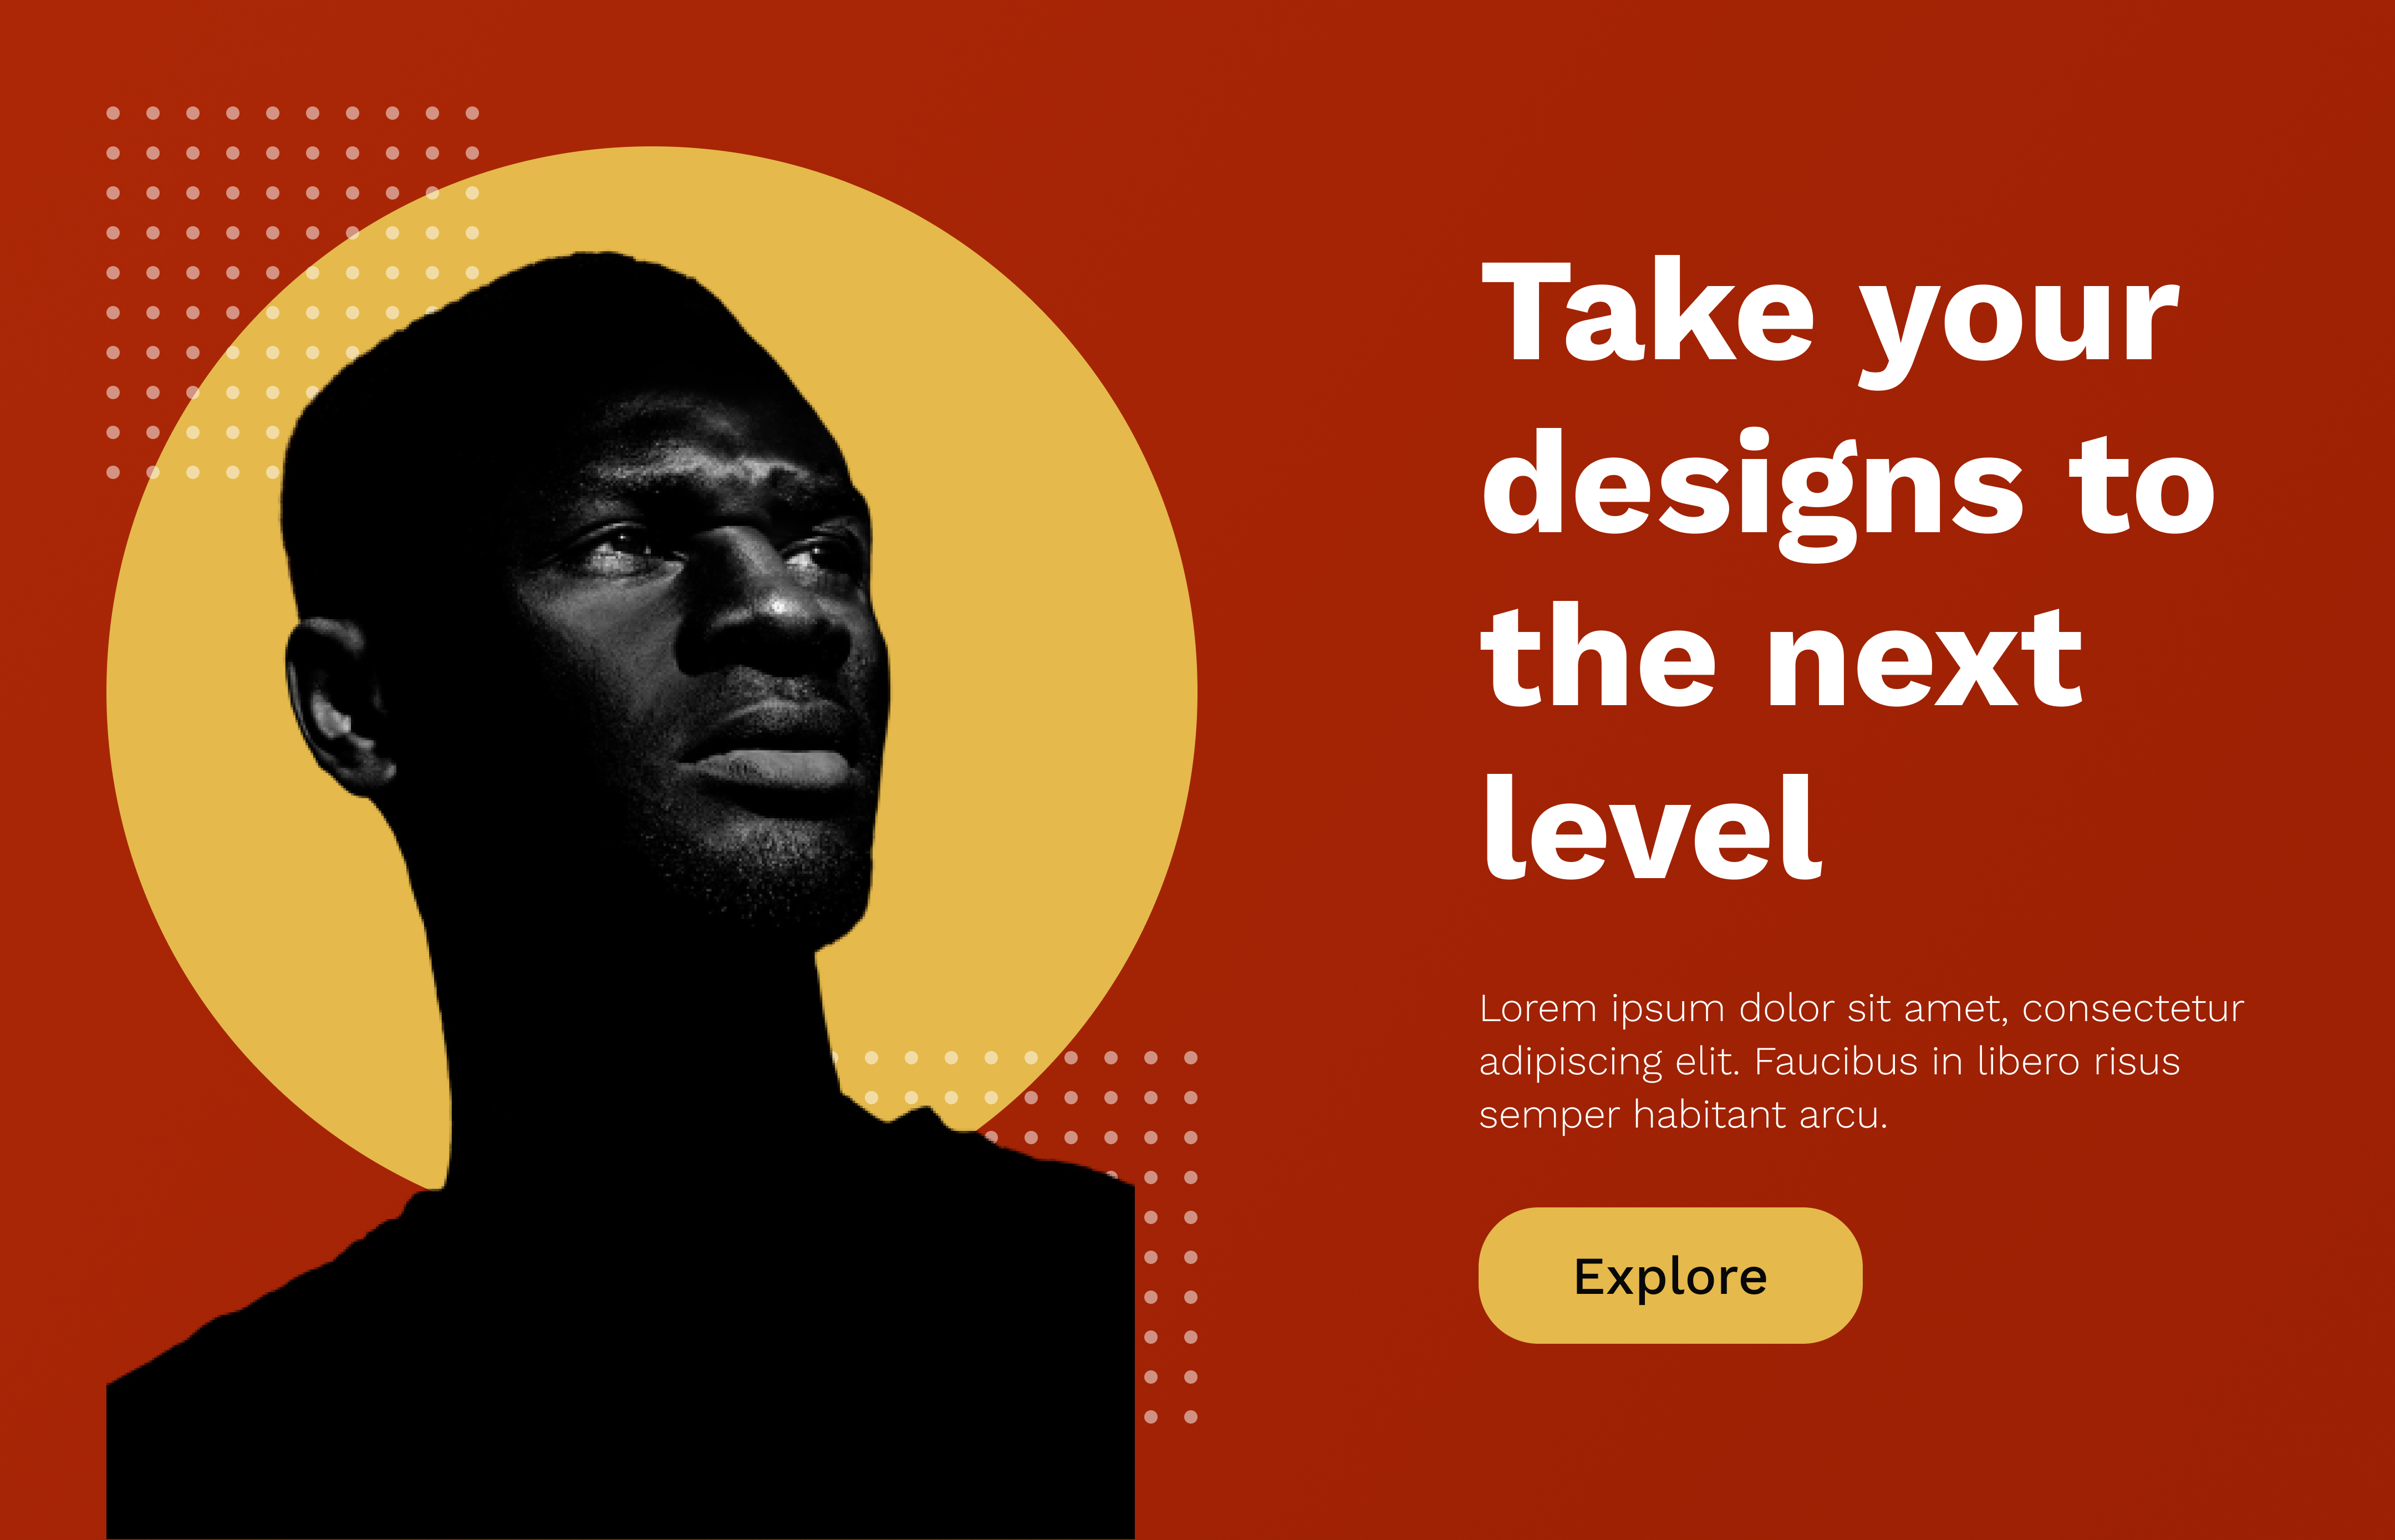 Take your
designs to
the next
level
Lorem ipsum dolor sit amet, consectetur
adipiscing elit. Faucibus in libero risus
semper habitant arcu.
Explore